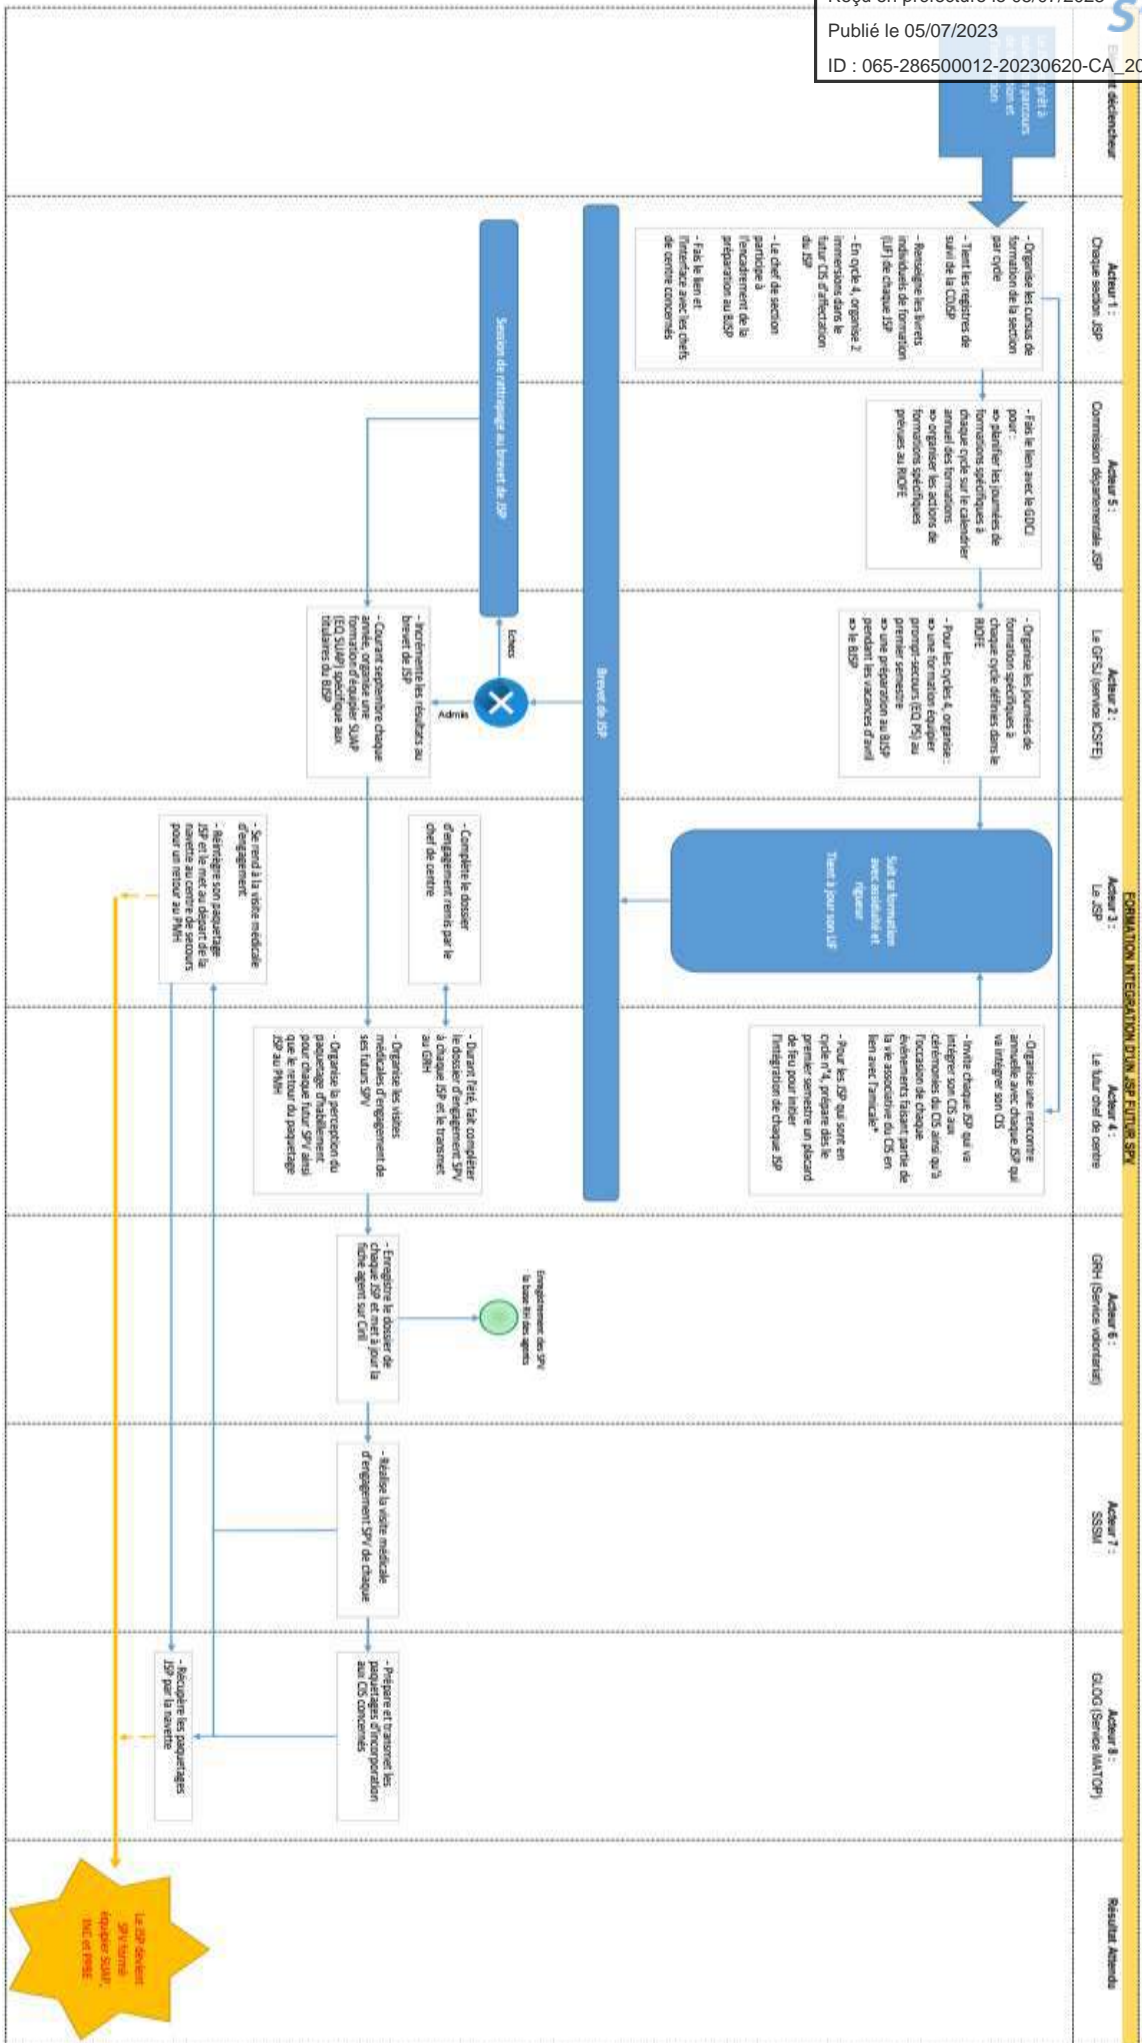 Publié le 05/07/2023
ID : 065-286500012-20230620-CA_20
FORMATION INTEGRATION D'UN JSP FUTUR SPV
déclencheur
Acteur 1 :
Chaque section JSP
Acteur 5 :
Commission départementale JSP
Acteur 2 :
Le GFSJ (service ICSFE)
Acteur 3 :
Le JSP
Acteur 4 :
Le futur chef de centre
Acteur 6 :
GRH (Service volontariat)
Acteur 7 :
SSSM
Acteur 8 :
GLOG (Service MATOP)
Résultat Attendu
prêt à
parcours
- Organise les cursus de
formation de la section
par cycle
- Tient les registres de
suivi de la CDJSP
- Renseigne les livrets
individuels de formation
(LIF) de chaque JSP
- En cycle 4, organise 2
immersions dans le
futur CIS d'affectation
du JSP
- Le chef de section
participe à
l'encadrement de la
préparation au BJSP
- Fais le lien et
l'interface avec les chefs
de centre concernés
- Fais le lien avec le GDCJ
pour :
=> planifier les journées de
formations spécifiques à
chaque cycle sur le calendrier
annuel des formations
=> organiser les actions de
formations spécifiques
prévues au RIOFE
- Organise les journées de
formation spécifiques à
chaque cycle définies dans le
RIOFE
- Pour les cycles 4, organise :
=> une formation équipier
prompt-secours (EQ PS) au
premier semestre
=> une préparation au BJSP
pendant les vacances d'avril
=> le BJSP
Suit sa formation
avec assiduité et
rigueur
Tient à jour son LIF
- Organise une rencontre
annuelle avec chaque JSP qui
va intégrer son CIS
- Invite chaque JSP qui va
intégrer son CIS aux
cérémonies du CIS ainsi qu'à
l'occasion de chaque
événements faisant partie de
la vie associative du CIS en
lien avec l'amicale*
- Pour les JSP qui sont en
cycle n°4, prépare dès le
premier semestre un placard
de feu pour initier
l'intégration de chaque JSP
Brevet de JSP
Session de rattrapage au brevet de JSP
Echecs
Admis
- Incrémente les résultats au
brevet de JSP
- Courant septembre chaque
année, organise une
formation d'équipier SUAP
(EQ SUAP) spécifique aux
titulaires du BJSP
- Complète le dossier
d'engagement remis par le
chef de centre
- Durant l'été, fait compléter
le dossier d'engagement SPV
à chaque JSP et le transmet
au GRH
- Organise les visites
médicales d'engagement de
ses futurs SPV
- Organise la perception du
paquetage d'habillement
pour chaque futur SPV ainsi
que le retour du paquetage
JSP au PMH
Enregistrement des SPV
la base RH des agents
- Enregistre le dossier de
chaque JSP et met à jour la
fiche agent sur Ciril
- Réalise la visite médicale
d'engagement SPV de chaque
- Prépare et transmet les
paquetages d'incorporation
aux CIS concernés
- Se rend à la visite médicale
d'engagement
- Réintègre son paquetage
JSP et le met au départ de la
navette au centre de secours
pour un retour au PMH
- Récupère les paquetages
JSP par la navette
Le JSP devient
SPV formé
équipier SUAP,
INC et PPBE